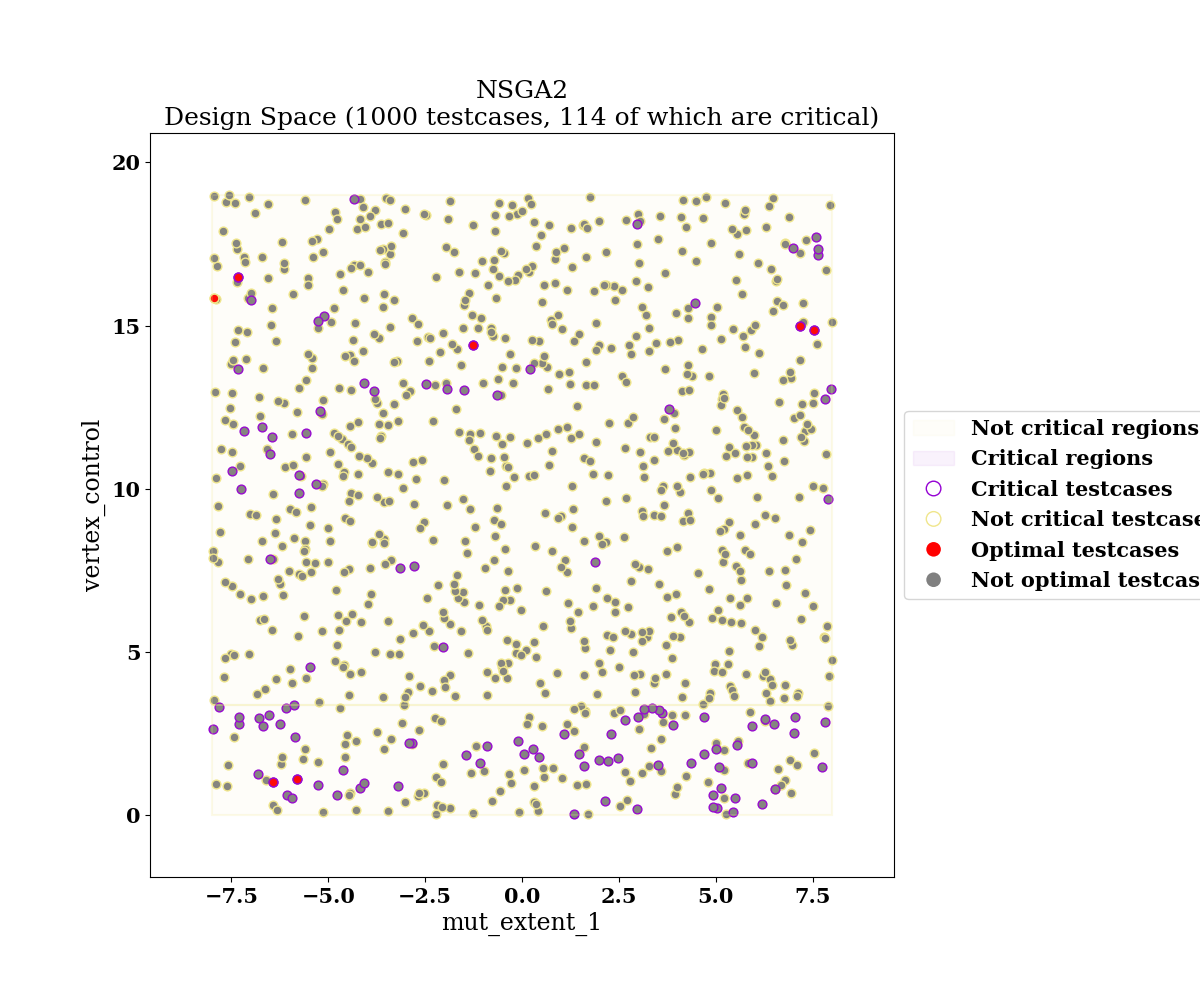 NSGA2
Design Space (1000 testcases, 114 of which are critical)
20
15
10
5
0
vertex_control
−7.5
−5.0
−2.5
0.0
2.5
5.0
7.5
mut_extent_1
Not critical regions
Critical regions
Critical testcases
Not critical testcase
Optimal testcases
Not optimal testcas